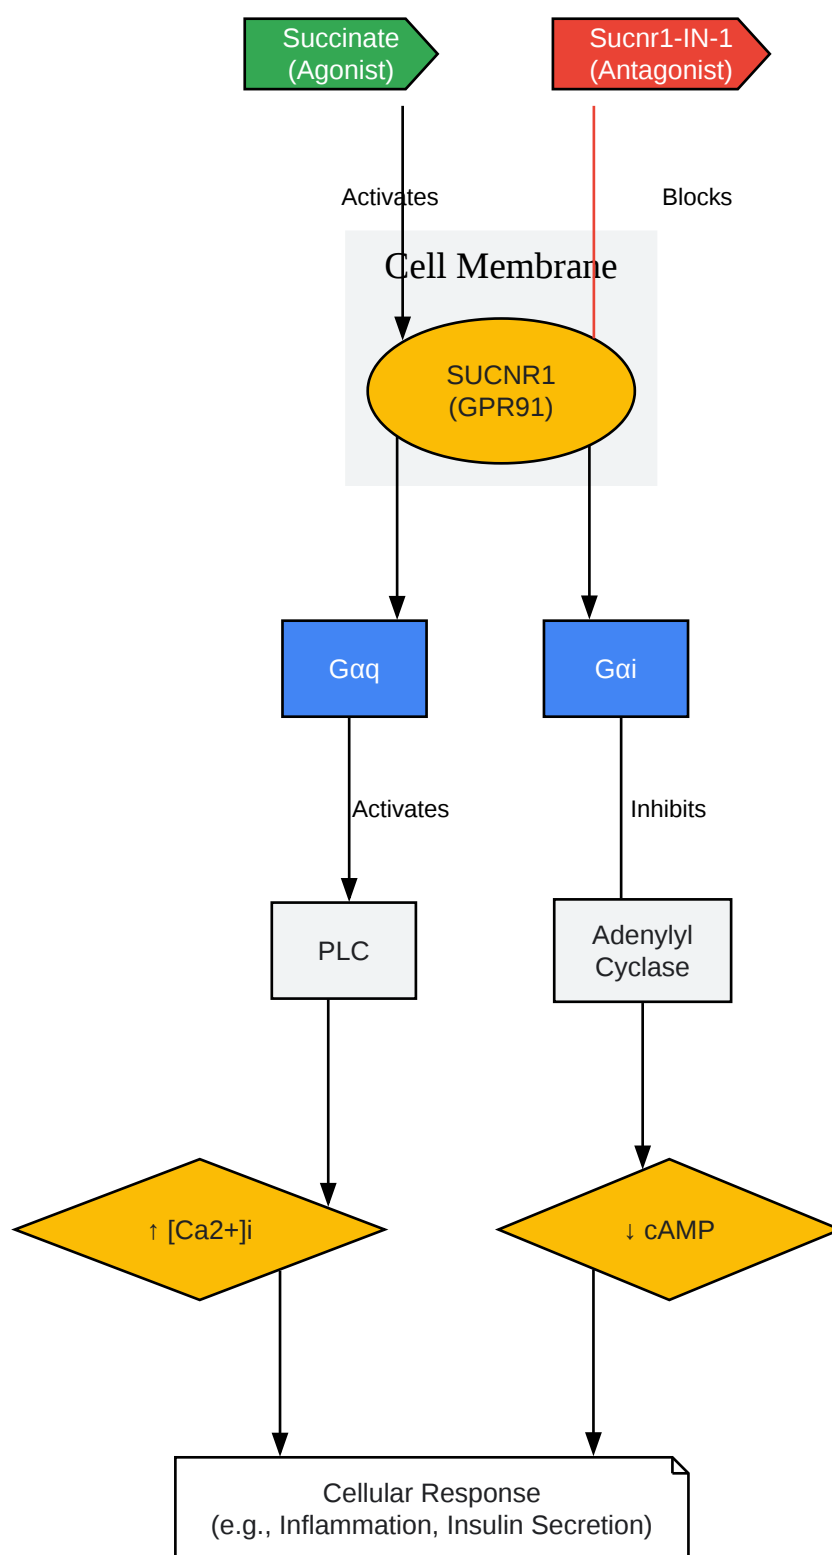 Succinate
(Agonist)
Sucnr1-IN-1
(Antagonist)
Activates
Blocks
Cell Membrane
SUCNR1
(GPR91)
Gαq
Gαi
Activates
Inhibits
PLC
Adenylyl
Cyclase
↑ [Ca2+]i
↓ cAMP
Cellular Response
(e.g., Inflammation, Insulin Secretion)